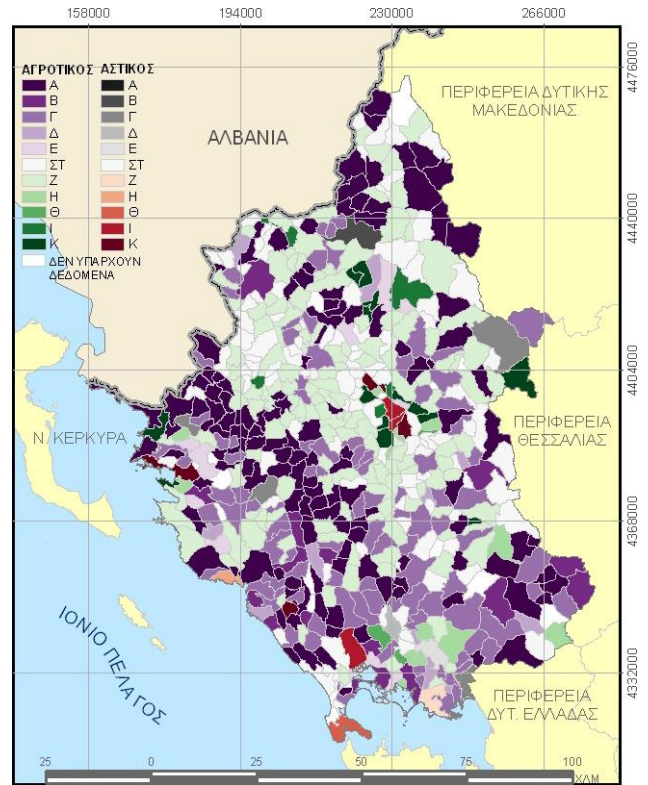 158000 194000 230000 266000
ΑΓΡΟΤΙΚΟΣ ΑΣΤΙΚΟΣ
Α Α
Β Β
Γ Γ
Δ Δ
Ε Ε
ΣΤ ΣΤ
Ζ Ζ
Η Η
Θ Θ
Ι Ι
Κ Κ
ΔΕΝ ΥΠΑΡΧΟΥΝ
ΔΕΔΟΜΕΝΑ
ΑΛΒΑΝΙΑ
ΠΕΡΙΦΕΡΕΙΑ ΔΥΤΙΚΗΣ
ΜΑΚΕΔΟΝΙΑΣ
4476000
4440000
4404000
4368000
4332000
Ν. ΚΕΡΚΥΡΑ
ΠΕΡΙΦΕΡΕΙΑ
ΘΕΣΣΑΛΙΑΣ
ΙΟΝΙΟ ΠΕΛΑΓΟΣ
ΠΕΡΙΦΕΡΕΙΑ
ΔΥΤ. ΕΛΛΑΔΑΣ
25 0 25 50 75 100
ΧΛΜ